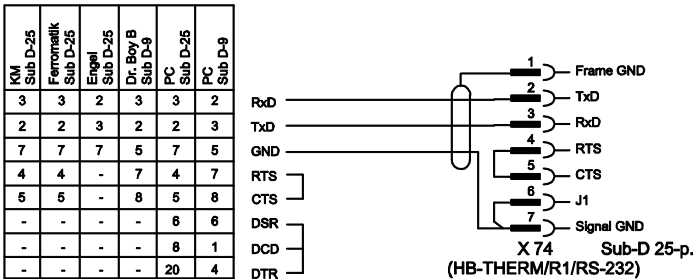 KM Sub D-25
Ferromatik Sub D-25
Engel Sub D-25
Dr. Boy B Sub D-9
PC Sub D-25
PC Sub D-9
3 3 2 3 3 2 RxD
2 2 3 2 2 3 TxD
7 7 7 5 7 5 GND
4 4 - 7 4 7 RTS
5 5 - 8 5 8 CTS
- - - - 6 6 DSR
- - - - 8 1 DCD
- - - - 20 4 DTR
1 Frame GND
2 TxD
3 RxD
4 RTS
5 CTS
6 J1
7 Signal GND
X 74 Sub-D 25-p.
(HB-THERM/R1/RS-232)